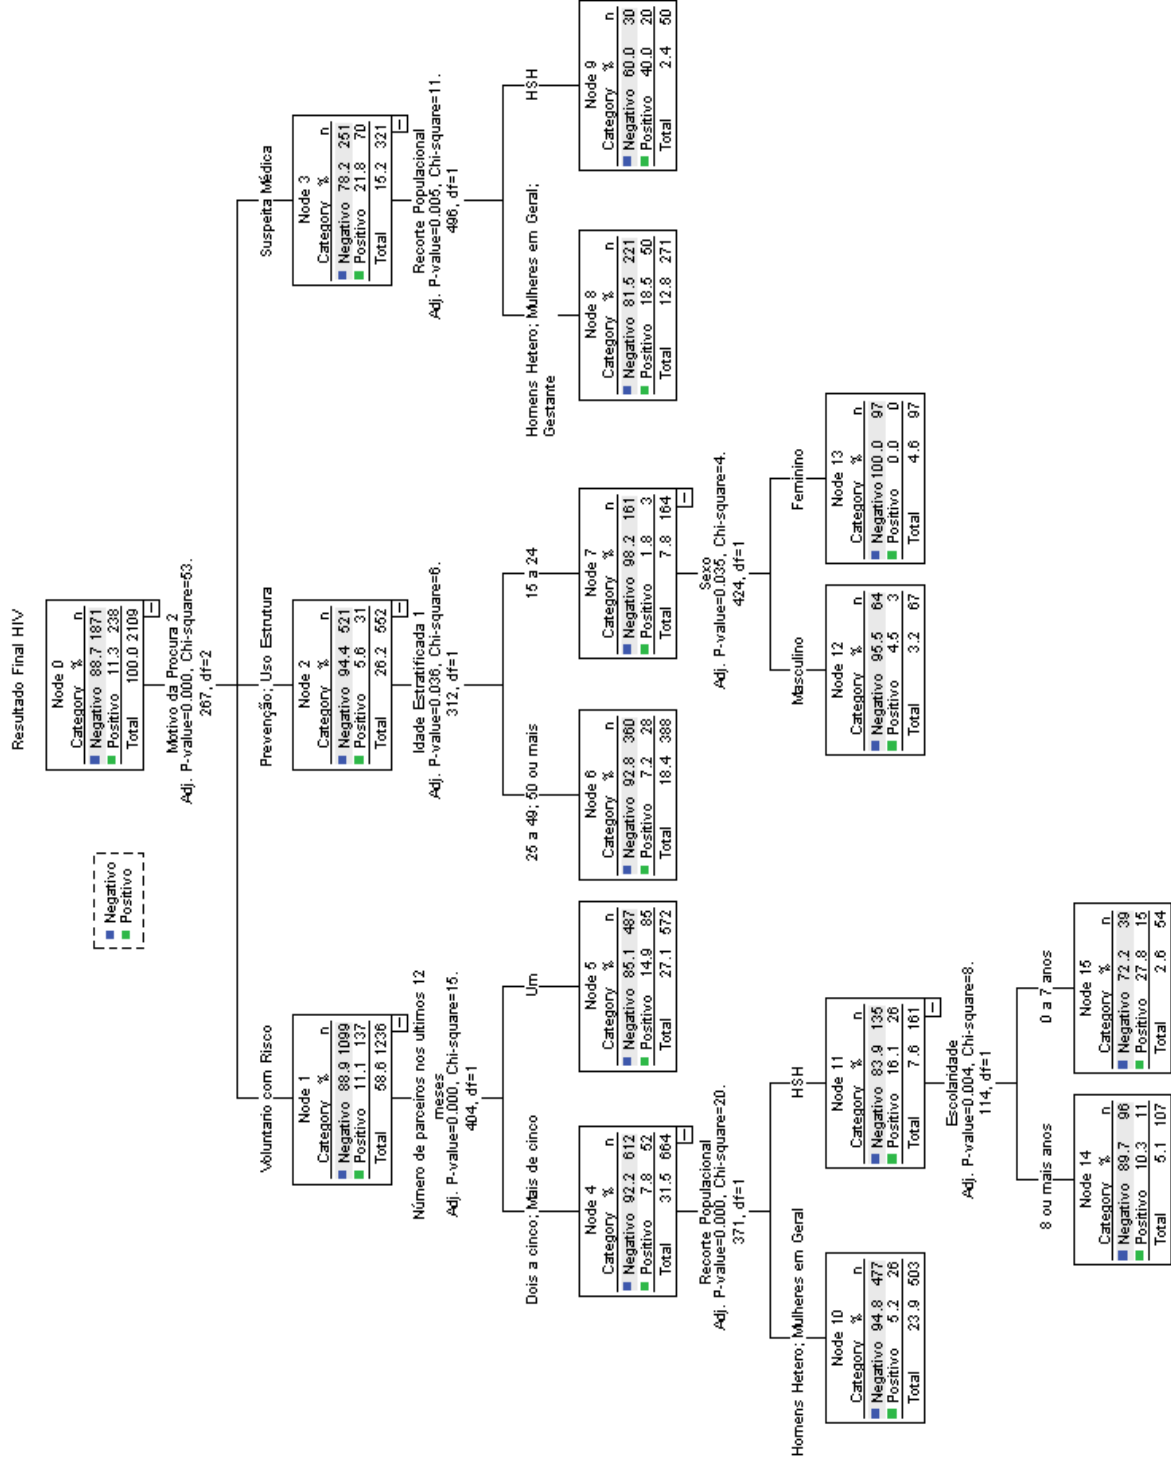 Resultado Final HIV
Negativo
Positivo
Node 0
Category % n
Negativo 88.7 1871
Positivo 11.3 238
Total 100.0 2109
Motivo da Procura 2
Adj. P-value=0.000, Chi-square=53.
267, df=2
Voluntario com Risco
Prevenção; Uso Estrutura
Suspeita Médica
Node 1
Category % n
Negativo 88.9 1099
Positivo 11.1 137
Total 58.6 1236
Número de parceiros nos ultimos 12
meses
Adj. P-value=0.000, Chi-square=15.
404, df=1
Node 2
Category % n
Negativo 94.4 521
Positivo 5.6 31
Total 26.2 552
Idade Estratificada 1
Adj. P-value=0.036, Chi-square=6.
312, df=1
Node 3
Category % n
Negativo 78.2 251
Positivo 21.8 70
Total 15.2 321
Recorte Populacional
Adj. P-value=0.005, Chi-square=11.
496, df=1
Dois a cinco; Mais de cinco
Um
25 a 49; 50 ou mais
15 a 24
Homens Hetero; Mulheres em Geral;
Gestante
HSH
Node 4
Category % n
Negativo 92.2 612
Positivo 7.8 52
Total 31.5 664
Recorte Populacional
Adj. P-value=0.000, Chi-square=20.
371, df=1
Node 5
Category % n
Negativo 85.1 487
Positivo 14.9 85
Total 27.1 572
Node 6
Category % n
Negativo 92.8 360
Positivo 7.2 28
Total 18.4 388
Node 7
Category % n
Negativo 98.2 161
Positivo 1.8 3
Total 7.8 164
Sexo
Adj. P-value=0.035, Chi-square=4.
424, df=1
Node 8
Category % n
Negativo 81.5 221
Positivo 18.5 50
Total 12.8 271
Node 9
Category % n
Negativo 60.0 30
Positivo 40.0 20
Total 2.4 50
Homens Hetero; Mulheres em Geral
HSH
Masculino
Feminino
Node 10
Category % n
Negativo 94.8 477
Positivo 5.2 26
Total 23.9 503
Node 11
Category % n
Negativo 83.9 135
Positivo 16.1 26
Total 7.6 161
Escolaridade
Adj. P-value=0.004, Chi-square=8.
114, df=1
Node 12
Category % n
Negativo 95.5 64
Positivo 4.5 3
Total 3.2 67
Node 13
Category % n
Negativo 100.0 97
Positivo 0.0 0
Total 4.6 97
8 ou mais anos
0 a 7 anos
Node 14
Category % n
Negativo 89.7 96
Positivo 10.3 11
Total 5.1 107
Node 15
Category % n
Negativo 72.2 39
Positivo 27.8 15
Total 2.6 54